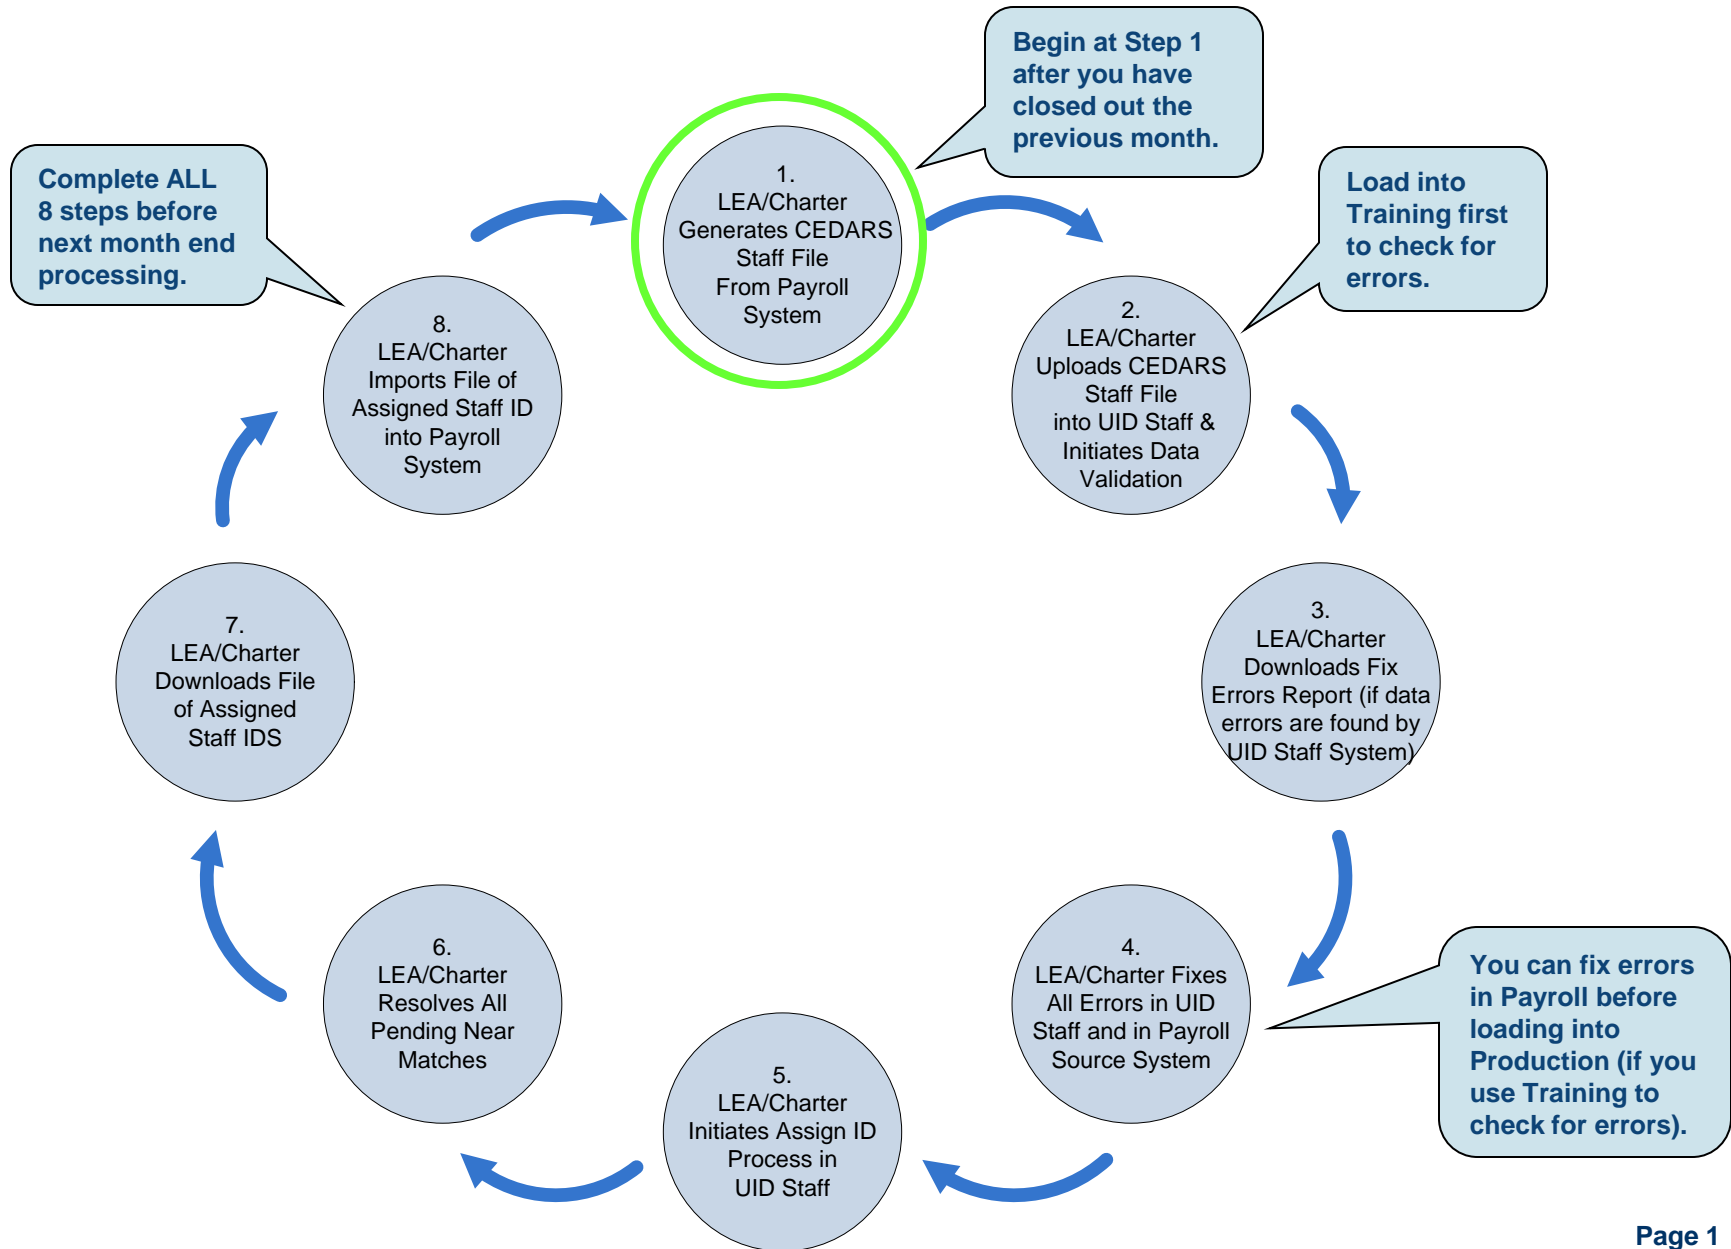 Begin at Step 1
after you have
closed out the
previous month.
Complete ALL
8 steps before
next month end
processing.
Load into
Training first
to check for
errors.
1.
LEA/Charter
Generates CEDARS
Staff File
From Payroll
System
2.
LEA/Charter
Uploads CEDARS
Staff File
into UID Staff &
Initiates Data
Validation
3.
LEA/Charter
Downloads Fix
Errors Report (if data
errors are found by
UID Staff System)
4.
LEA/Charter Fixes
All Errors in UID
Staff and in Payroll
Source System
You can fix errors
in Payroll before
loading into
Production (if you
use Training to
check for errors).
5.
LEA/Charter
Initiates Assign ID
Process in
UID Staff
6.
LEA/Charter
Resolves All
Pending Near
Matches
7.
LEA/Charter
Downloads File
of Assigned
Staff IDS
8.
LEA/Charter
Imports File of
Assigned Staff ID
into Payroll
System
Page 1